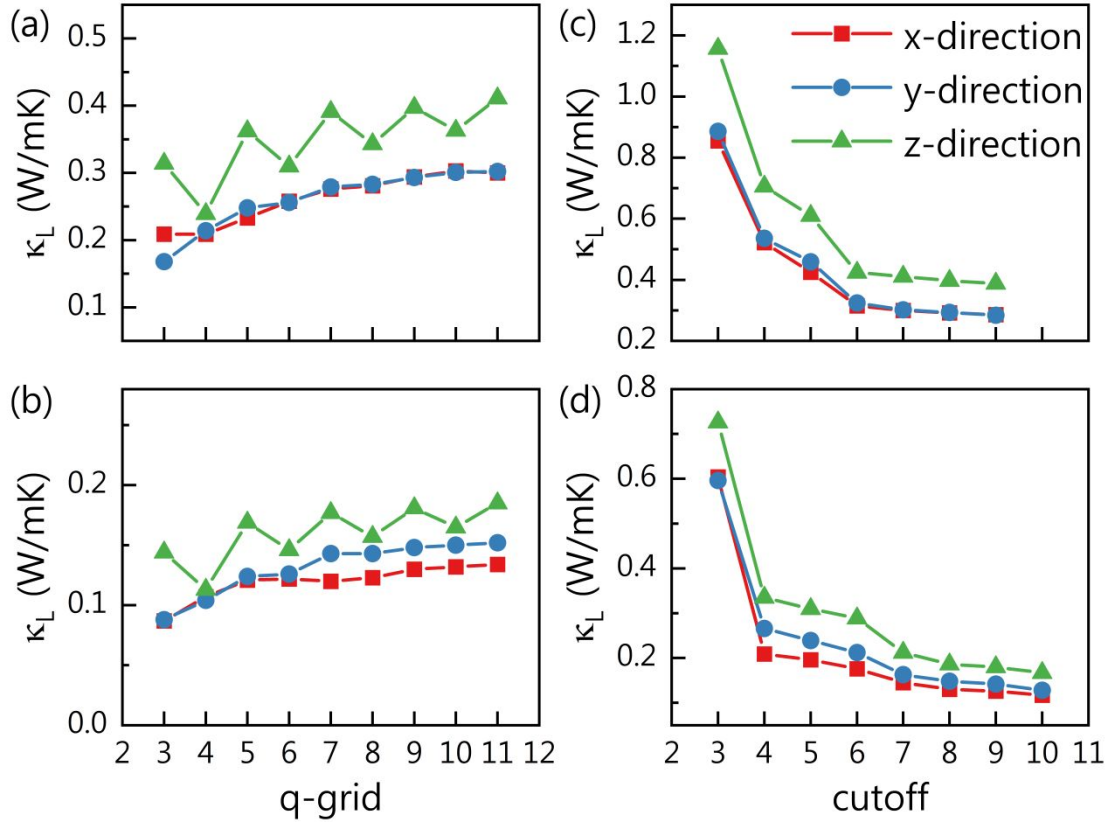 (a)
0.5
0.4
0.3
0.2
0.1
κL (W/mK)
(c)
1.2
1.0
0.8
0.6
0.4
0.2
κL (W/mK)
x-direction
y-direction
z-direction
(b)
0.2
0.1
0.0
κL (W/mK)
2 3 4 5 6 7 8 9 10 11 12
q-grid
(d)
0.8
0.6
0.4
0.2
κL (W/mK)
2 3 4 5 6 7 8 9 10 11
cutoff